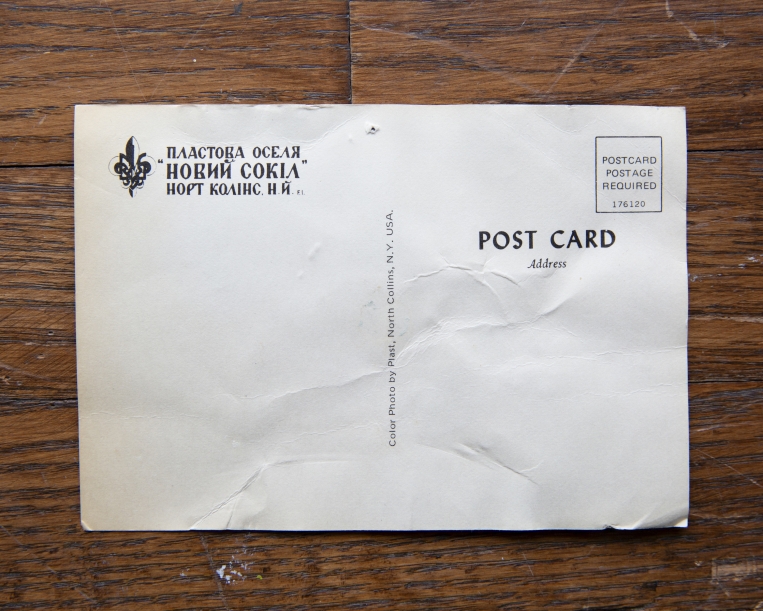 ПЛАСТОВА ОСЕЛЯ
"НОВИЙ СОКІЛ"
НОРТ КОЛІНС, Н.Й.
Color Photo by Plast, North Collins, N.Y. USA.
POSTCARD
POSTAGE
REQUIRED
176120
POST CARD
Address